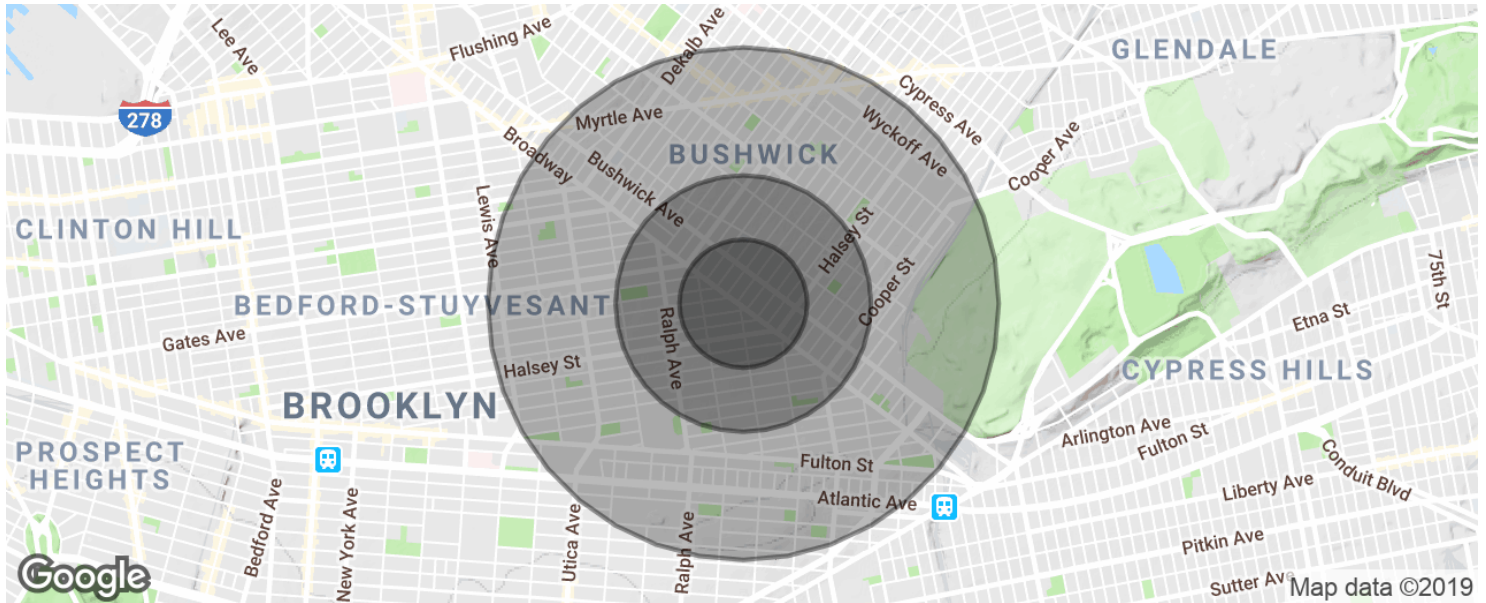 Lee Ave
Flushing Ave
DeKalb Ave
GLENDALE
278
Myrtle Ave
Cypress Ave
Broadway
BUSHWICK
Wyckoff Ave
Cooper Ave
Bushwick Ave
Lewis Ave
CLINTON HILL
Halsey St
75th St
BEDFORD-STUYVESANT
Cooper St
Gates Ave
Ralph Ave
Etna St
Halsey St
CYPRESS HILLS
BROOKLYN
Arlington Ave
Fulton St
PROSPECT
HEIGHTS
Fulton St
Conduit Blvd
Atlantic Ave
Liberty Ave
Bedford Ave
New York Ave
Utica Ave
Ralph Ave
Pitkin Ave
Sutter Ave
Google
Map data ©2019